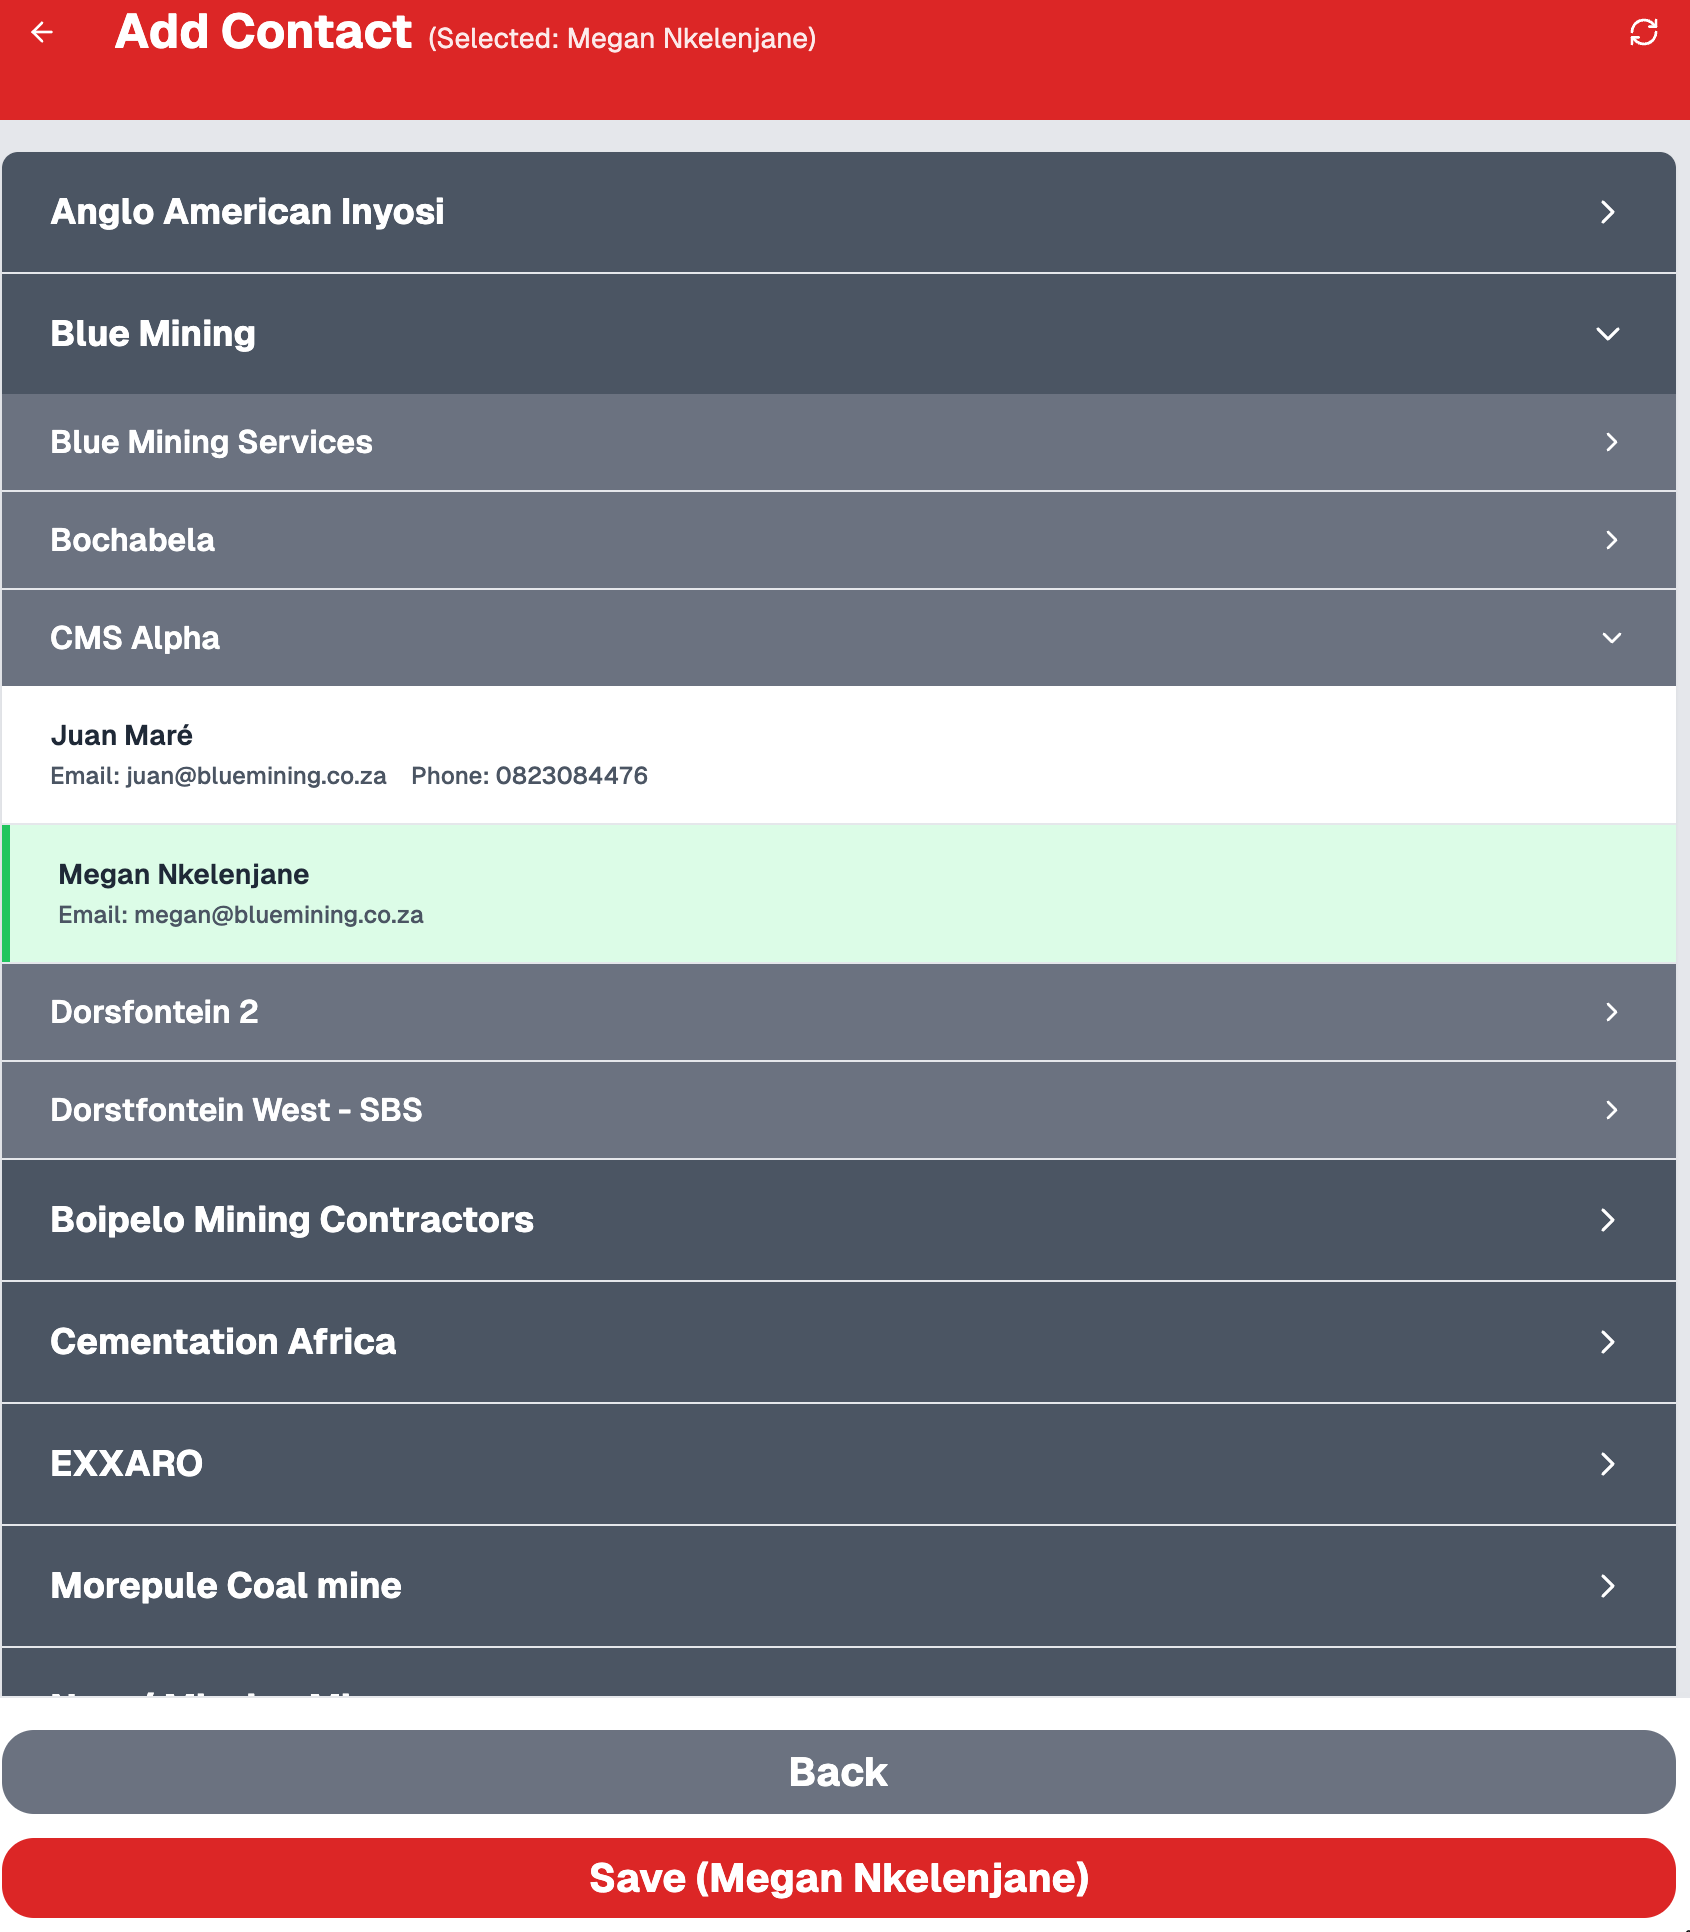 Add Contact (Selected: Megan Nkelenjane)
Anglo American Inyosi
Blue Mining
Blue Mining Services
Bochabela
CMS Alpha
Juan Maré
Email: juan@bluemining.co.za Phone: 0823084476
Megan Nkelenjane
Email: megan@bluemining.co.za
Dorsfontein 2
Dorstfontein West - SBS
Boipelo Mining Contractors
Cementation Africa
EXXARO
Morepule Coal mine
Back
Save (Megan Nkelenjane)